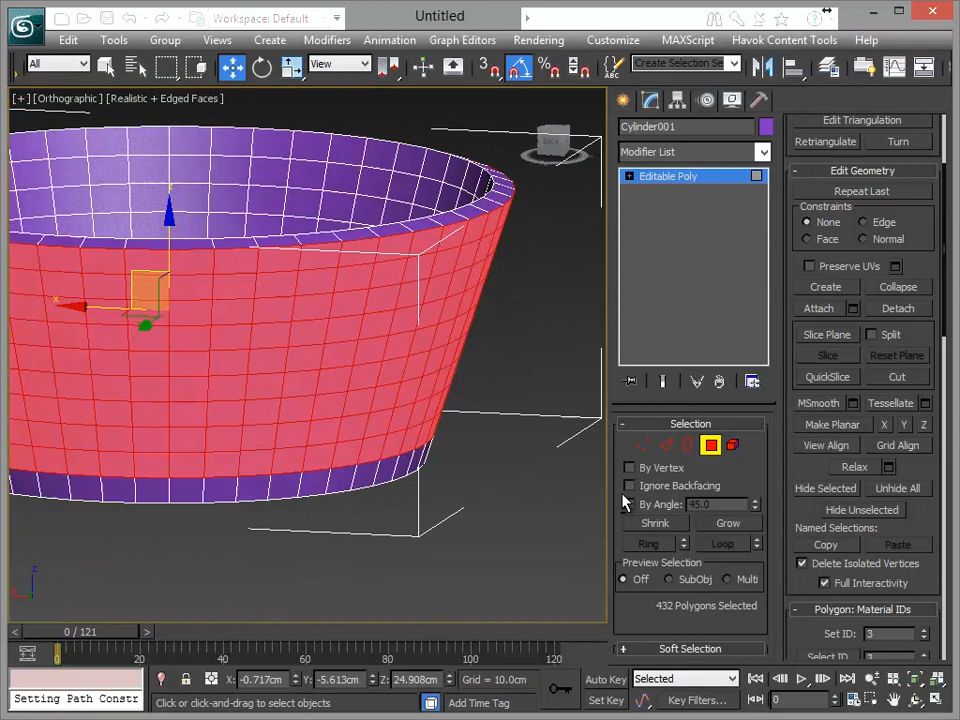 Workspace: Default
Untitled
Edit
Tools
Group
Views
Create
Modifiers
Animation
Graph Editors
Rendering
Customize
MAXScript
Havok Content Tools
Help
All
View
3
Create Selection Se
[+] [Orthographic] [Realistic + Edged Faces]
z
x
Cylinder001
Modifier List
Editable Poly
Selection
By Vertex
Ignore Backfacing
By Angle: 45.0
Shrink
Grow
Ring
Loop
Preview Selection
Off
SubObj
Multi
432 Polygons Selected
Soft Selection
Edit Triangulation
Retriangulate
Turn
Edit Geometry
Repeat Last
Constraints
None
Edge
Face
Normal
Preserve UVs
Create
Collapse
Attach
Detach
Slice Plane
Split
Slice
Reset Plane
QuickSlice
Cut
MSmooth
Tessellate
Make Planar
X
Y
Z
View Align
Grid Align
Relax
Hide Selected
Unhide All
Hide Unselected
Named Selections:
Copy
Paste
Delete Isolated Vertices
Full Interactivity
Polygon: Material IDs
Set ID: 3
Select ID 3
z
< 0 / 121 >
0 20 40 60 80 100 120
X: -0.717cm
Y: -5.613cm
Z: 24.908cm
Grid = 10.0cm
Auto Key
Selected
Setting Path Constr
Click or click-and-drag to select objects
Add Time Tag
Set Key
Key Filters...
0